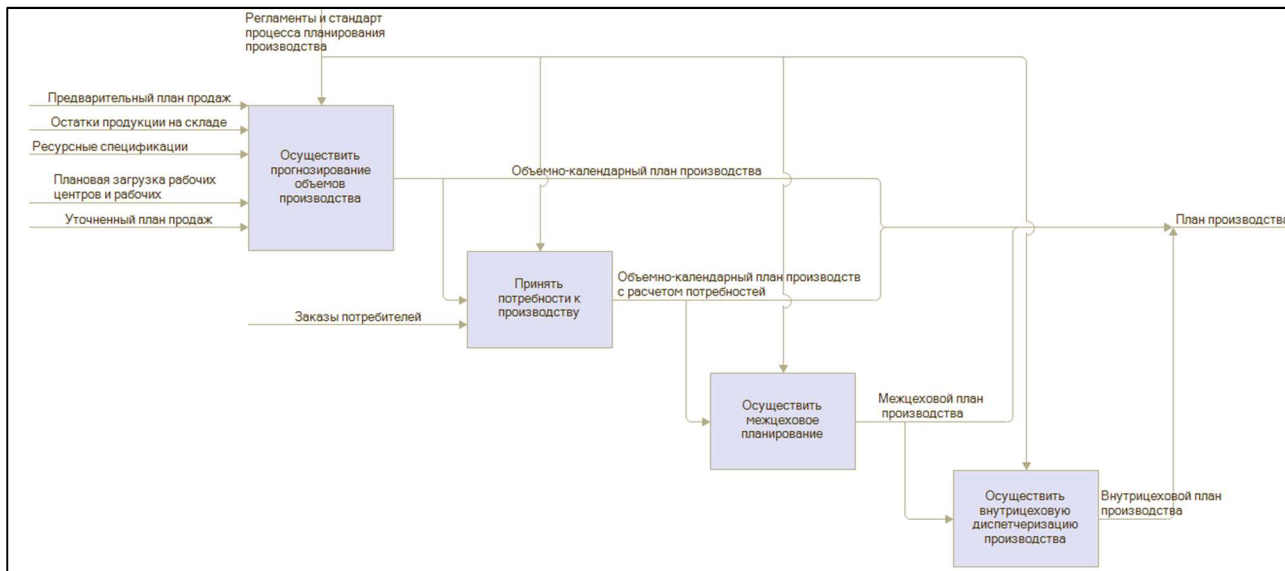 Регламенты и стандарт
процесса планирования
производства
Предварительный план продаж
Остатки продукции на складе
Ресурсные спецификации
Плановая загрузка рабочих
центров и рабочих
Уточненный план продаж
Осуществить
прогнозирование
объемов
производства
Объемно-календарный план производства
План производства
Принять
потребности к
производству
Объемно-календарный план производств
с расчетом потребностей
Заказы потребителей
Осуществить
межцеховое
планирование
Межцеховой план
производства
Осуществить
внутрицеховую
диспетчеризацию
производства
Внутрицеховой план
производства